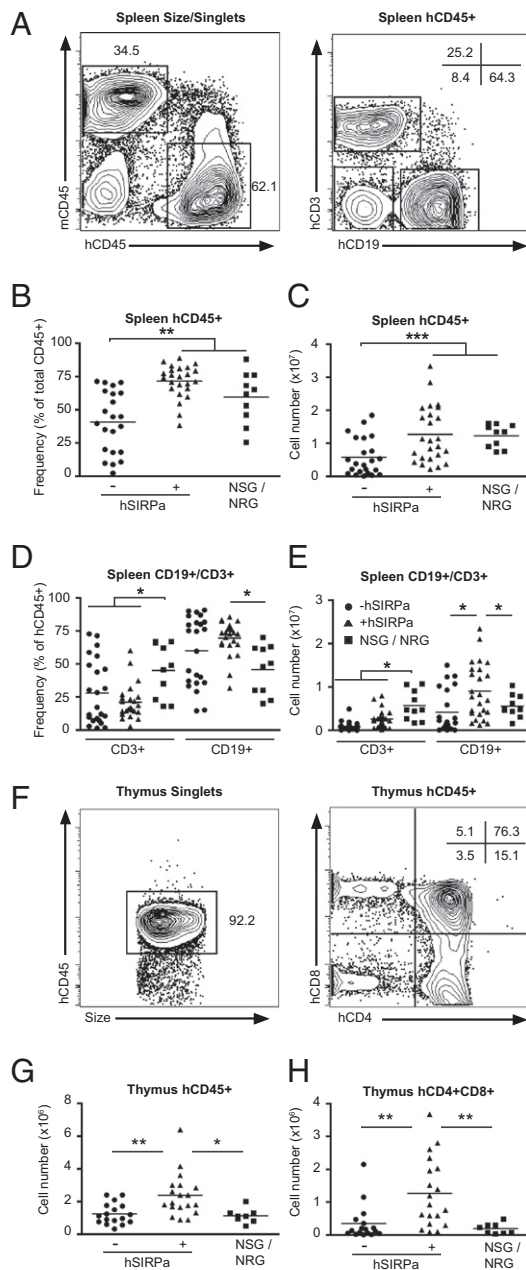 A
Spleen Size/Singlets
Spleen hCD45+
34.5
62.1
mCD45
hCD45
25.2
8.4
64.3
hCD3
hCD19
B
Spleen hCD45+
**
Frequency (% of total CD45+)
100
75
50
25
0
-
+
NSG /
NRG
hSIRPa
C
Spleen hCD45+
***
Cell number (x10⁷)
4
3
2
1
0
-
+
NSG /
NRG
hSIRPa
D
Spleen CD19+/CD3+
*
*
Frequency (% of hCD45+)
100
75
50
25
0
CD3+
CD19+
E
Spleen CD19+/CD3+
-hSIRPa
+hSIRPa
NSG / NRG
*
*
*
Cell number (x10⁷)
3
2
1
0
CD3+
CD19+
F
Thymus Singlets
Thymus hCD45+
92.2
hCD45
Size
5.1
76.3
3.5
15.1
hCD8
hCD4
G
Thymus hCD45+
**
*
Cell number (x10⁶)
8
6
4
2
0
-
+
NSG /
NRG
hSIRPa
H
Thymus hCD4+CD8+
**
**
Cell number (x10⁶)
4
3
2
1
0
-
+
NSG /
NRG
hSIRPa